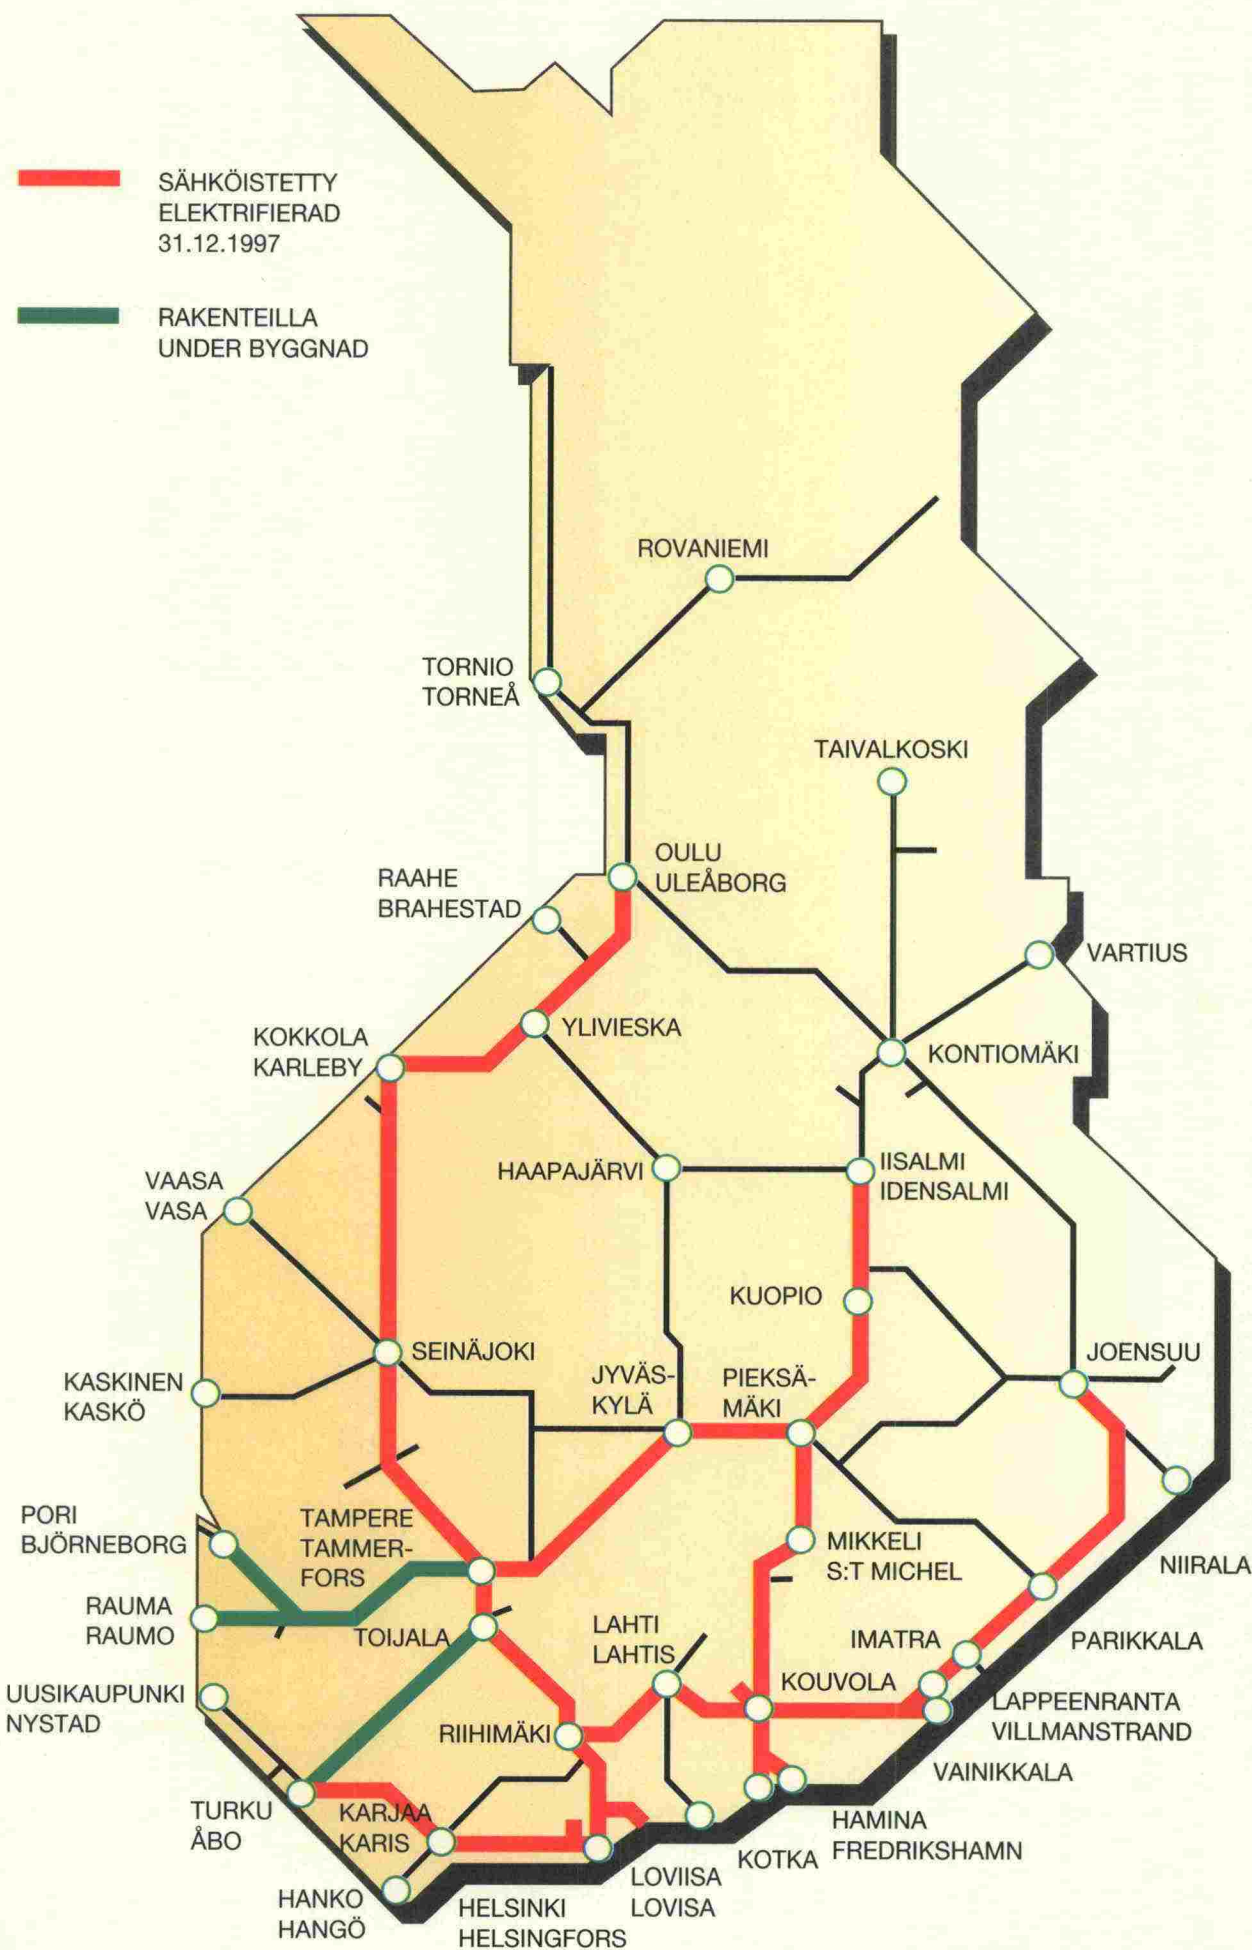 SÄHKÖISTETTY
ELEKTRIFIERAD
31.12.1997
RAKENTEILLA
UNDER BYGGNAD
ROVANIEMI
TORNIO
TORNEÅ
TAIVALKOSKI
OULU
ULEÅBORG
RAAHE
BRAHESTAD
VARTIUS
YLIVIESKA
KOKKOLA
KARLEBY
KONTIOMÄKI
HAAPAJÄRVI
IISALMI
IDENSALMI
VAASA
VASA
KUOPIO
SEINÄJOKI
JOENSUU
JYVÄS-
KYLÄ
PIEKSÄ-
MÄKI
KASKINEN
KASKÖ
PORI
BJÖRNEBORG
TAMPERE
TAMMER-
FORS
MIKKELI
S:T MICHEL
NIIRALA
RAUMA
RAUMO
TOIJALA
LAHTI
LAHTIS
IMATRA
PARIKKALA
KOUVOLA
UUSIKAUPUNKI
NYSTAD
RIIHIMÄKI
LAPPEENRANTA
VILLMANSTRAND
VAINIKKALA
TURKU
ÅBO
KARJAA
KARIS
HAMINA
FREDRIKSHAMN
KOTKA
LOVIISA
LOVISA
HANKO
HANGÖ
HELSINKI
HELSINGFORS